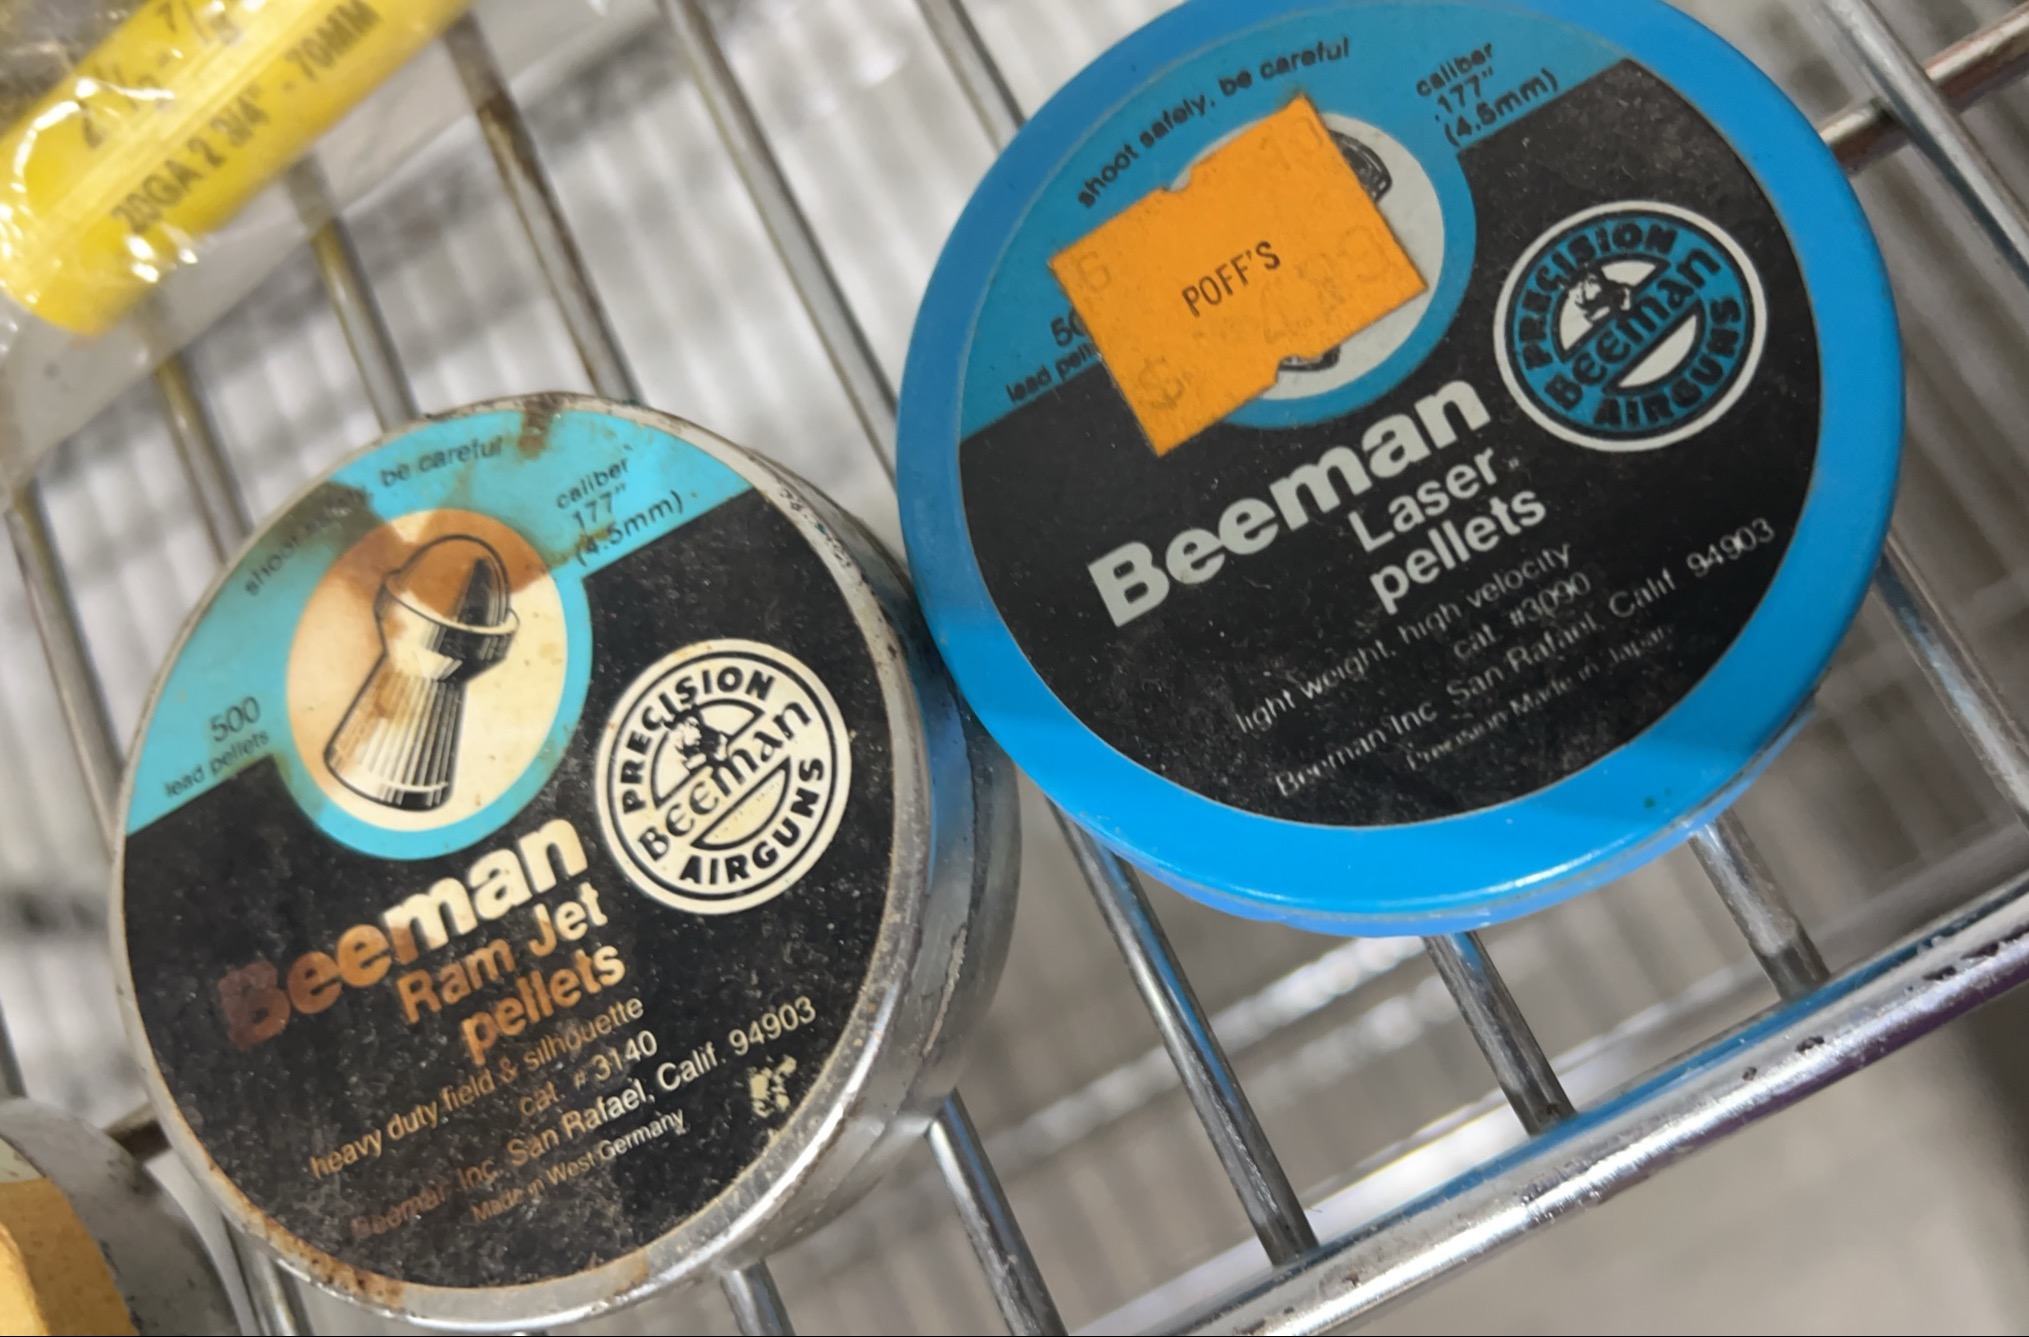 20GA 2 3/4" - 70MM
shoot safely, be careful
caliber
.177"
(4.5mm)
POFF'S
lead
PRECISION
Beeman
AIRGUNS
Beeman
Laser
pellets
light weight, high velocity
cat. #3090
Beeman Inc. San Rafael, Calif 94903
Precision Made in Japan
shoot safely, be careful
caliber
.177"
(4.5mm)
500
lead pellets
PRECISION
Beeman
AIRGUNS
Beeman
Ram Jet
pellets
heavy duty field & silhouette
cat. # 3140
Beeman Inc. San Rafael, Calif. 94903
Made in West Germany